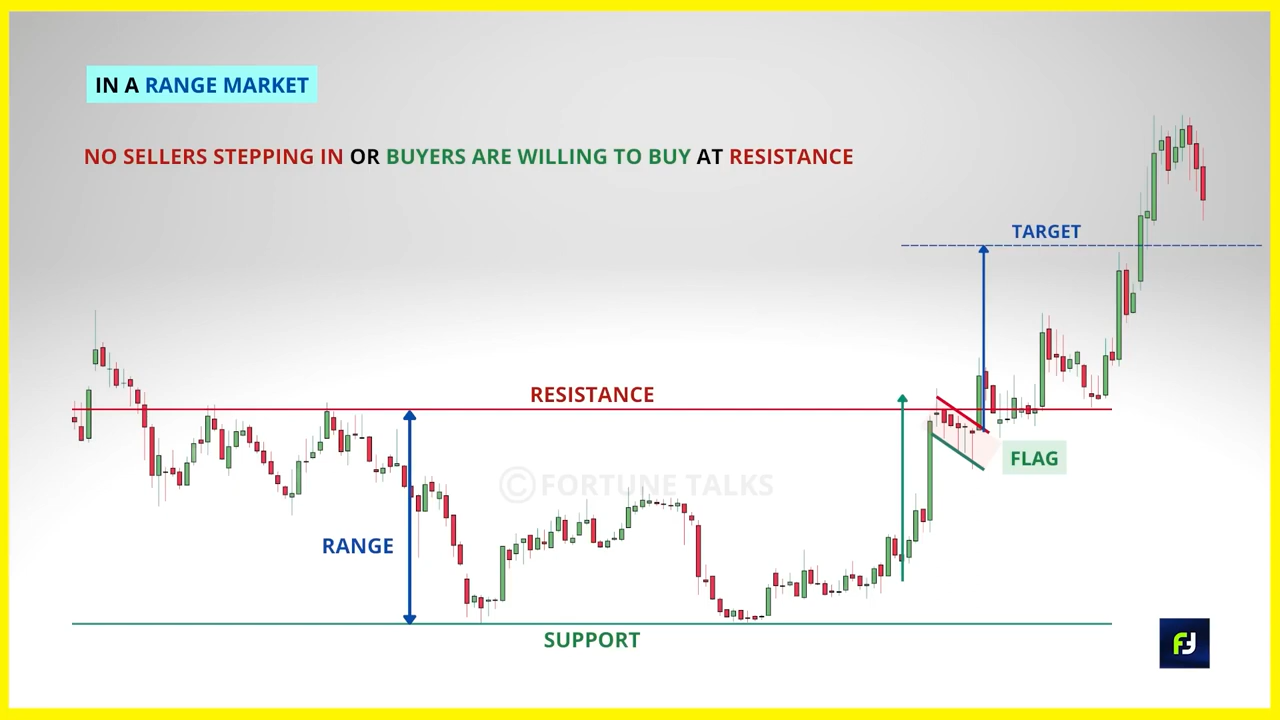 IN A RANGE MARKET
NO SELLERS STEPPING IN OR BUYERS ARE WILLING TO BUY AT RESISTANCE
TARGET
RESISTANCE
FLAG
© FORTUNE TALKS
RANGE
SUPPORT